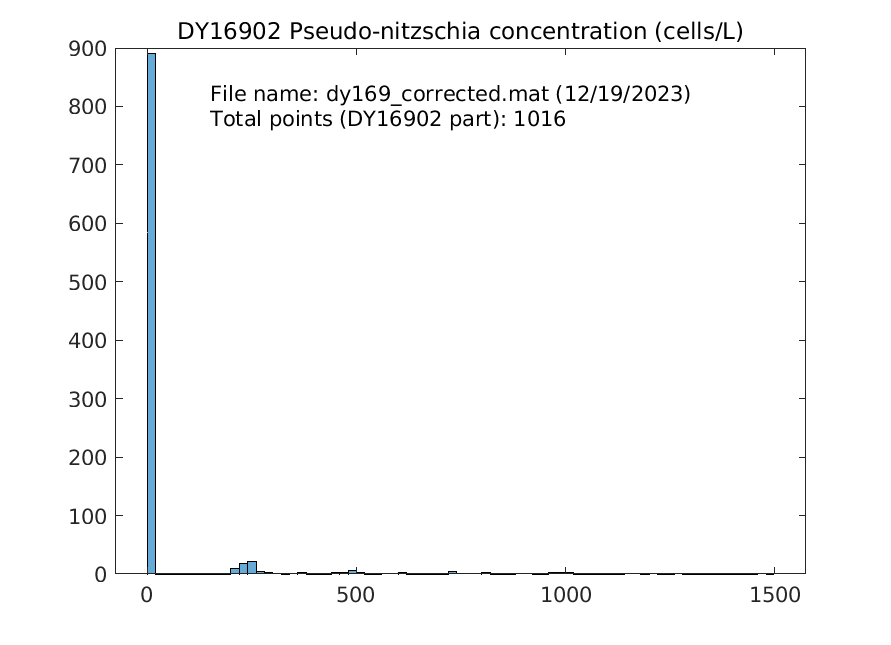 DY16902 Pseudo-nitzschia concentration (cells/L)
900
File name: dy169_corrected.mat (12/19/2023)
800
Total points (DY16902 part): 1016
700
600
500
400
300
200
100
0
0 500 1000 1500